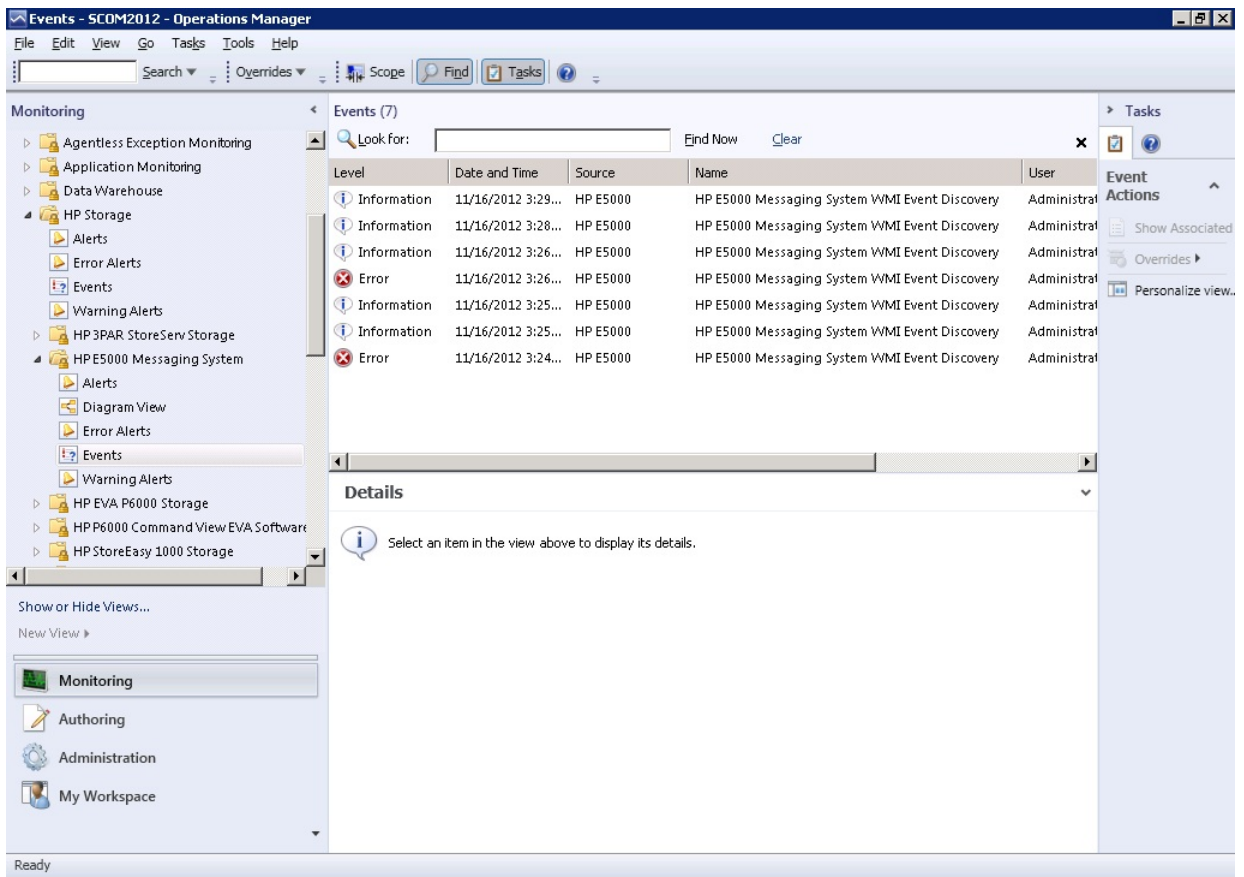 Events - SCOM2012 - Operations Manager
File Edit View Go Tasks Tools Help
Search Overrides Scope Find Tasks
Monitoring
Agentless Exception Monitoring
Application Monitoring
Data Warehouse
HP Storage
Alerts
Error Alerts
Events
Warning Alerts
HP 3PAR StoreServ Storage
HP E5000 Messaging System
Alerts
Diagram View
Error Alerts
Events
Warning Alerts
HP EVA P6000 Storage
HP P6000 Command View EVA Software
HP StoreEasy 1000 Storage
Show or Hide Views...
New View
Monitoring
Authoring
Administration
My Workspace
Events (7)
Look for: Find Now Clear
Level Date and Time Source Name User
Information 11/16/2012 3:29... HP E5000 HP E5000 Messaging System WMI Event Discovery Administrat
Information 11/16/2012 3:28... HP E5000 HP E5000 Messaging System WMI Event Discovery Administrat
Information 11/16/2012 3:26... HP E5000 HP E5000 Messaging System WMI Event Discovery Administrat
Error 11/16/2012 3:26... HP E5000 HP E5000 Messaging System WMI Event Discovery Administrat
Information 11/16/2012 3:25... HP E5000 HP E5000 Messaging System WMI Event Discovery Administrat
Information 11/16/2012 3:25... HP E5000 HP E5000 Messaging System WMI Event Discovery Administrat
Error 11/16/2012 3:24... HP E5000 HP E5000 Messaging System WMI Event Discovery Administrat
Details
Select an item in the view above to display its details.
Tasks
Event
Actions
Show Associated
Overrides
Personalize view..
Ready